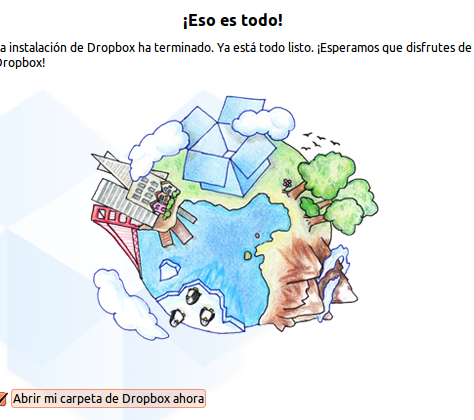 ¡Eso es todo!
a instalación de Dropbox ha terminado. Ya está todo listo. ¡Esperamos que disfrutes de
Dropbox!
Abrir mi carpeta de Dropbox ahora